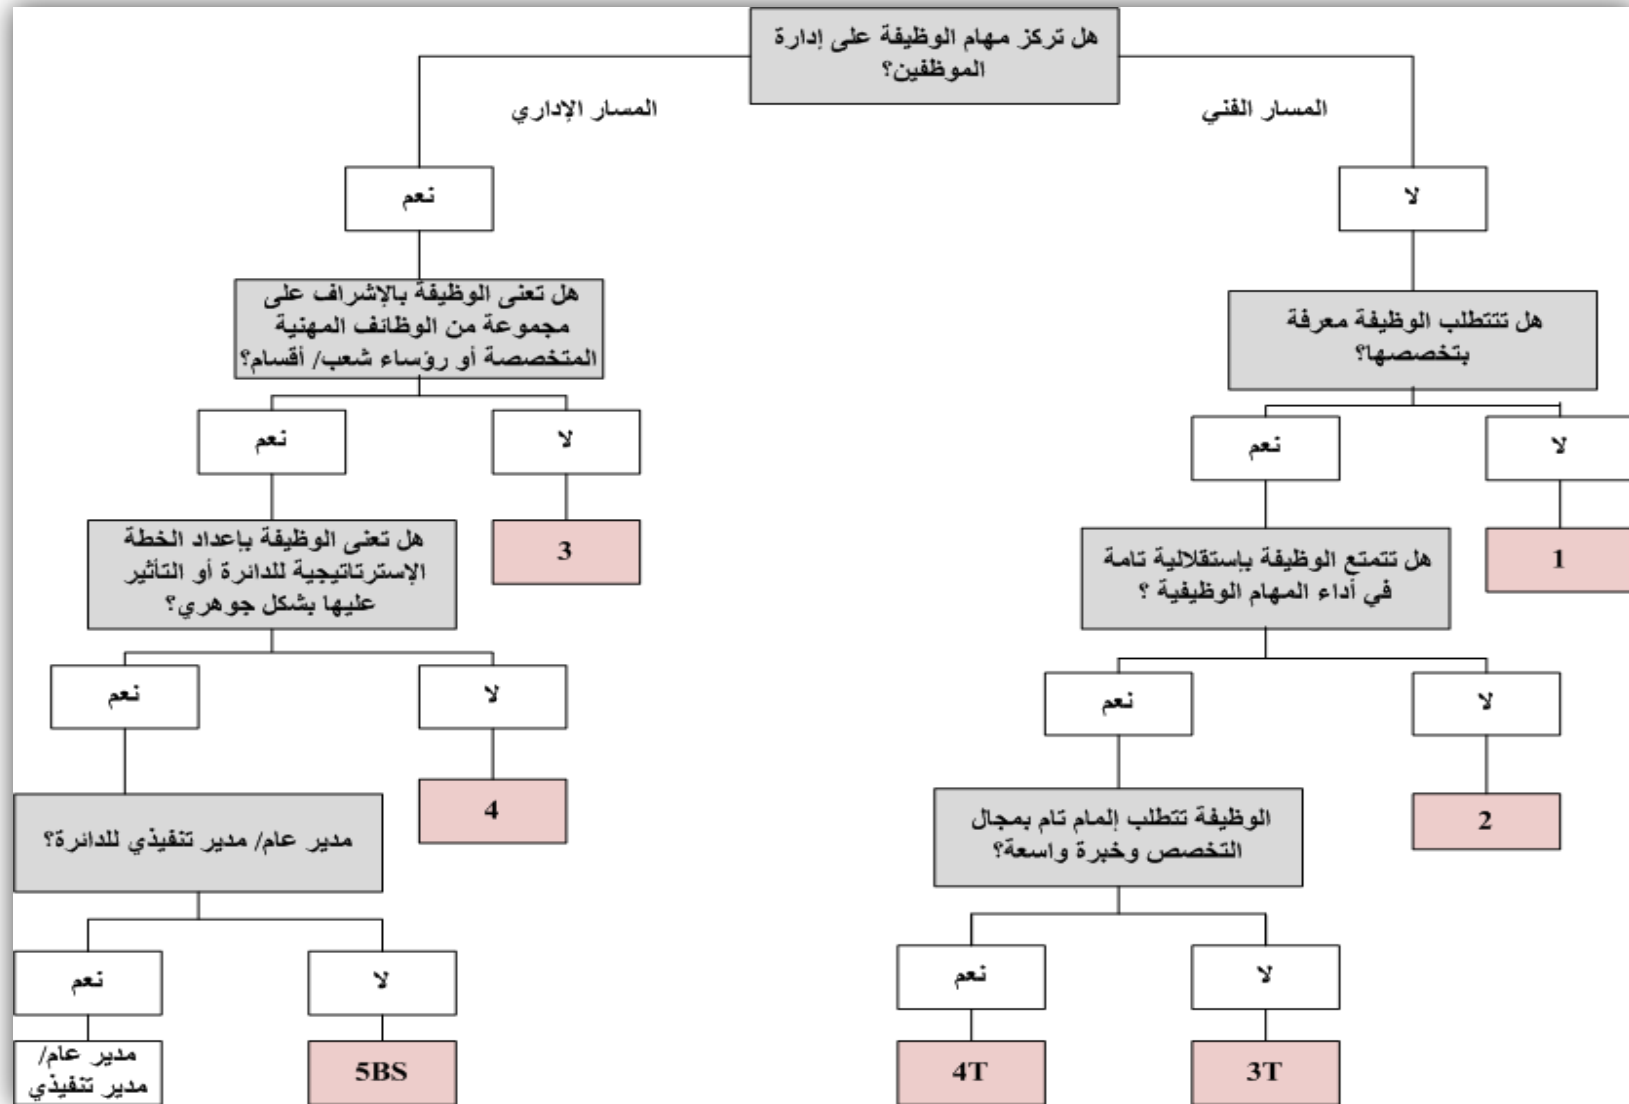 هل تركز مهام الوظيفة على إدارة
الموظفين؟
المسار الفني
المسار الإداري
لا
نعم
هل تتتطلب الوظيفة معرفة
بتخصصها؟
هل تعنى الوظيفة بالإشراف على
مجموعة من الوظائف المهنية
المتخصصة أو رؤساء شعب/ أقسام؟
لا
نعم
لا
نعم
1
هل تتمتع الوظيفة بإستقلالية تامة
في أداء المهام الوظيفية ؟
3
هل تعنى الوظيفة بإعداد الخطة
الإسترتاتيجية للدائرة أو التأثير
عليها بشكل جوهري؟
لا
نعم
لا
نعم
2
الوظيفة تتطلب إلمام تام بمجال
التخصص وخبرة واسعة؟
4
مدير عام/ مدير تنفيذي للدائرة؟
لا
نعم
لا
نعم
3T
4T
5BS
مدير عام/
مدير تنفيذي